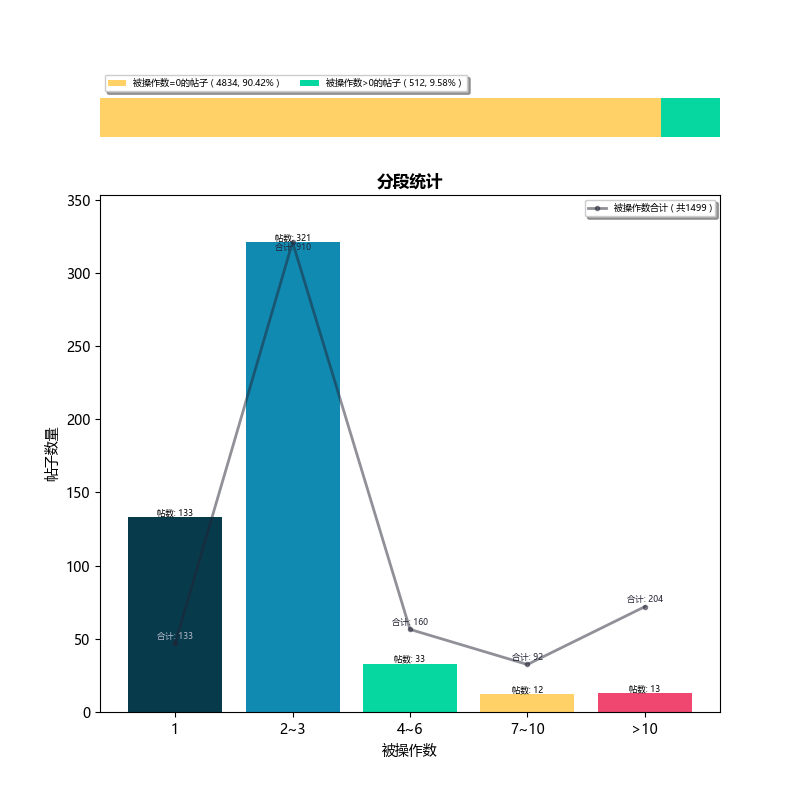 被操作数=0的帖子 ( 4834, 90.42% )
被操作数>0的帖子 ( 512, 9.58% )
分段统计
被操作数合计 ( 共1499 )
350
300
250
200
150
100
50
0
帖子数量
帖数: 321
合计: 910
帖数: 133
合计: 133
合计: 160
帖数: 33
合计: 92
帖数: 12
合计: 204
帖数: 13
1
2~3
4~6
7~10
>10
被操作数